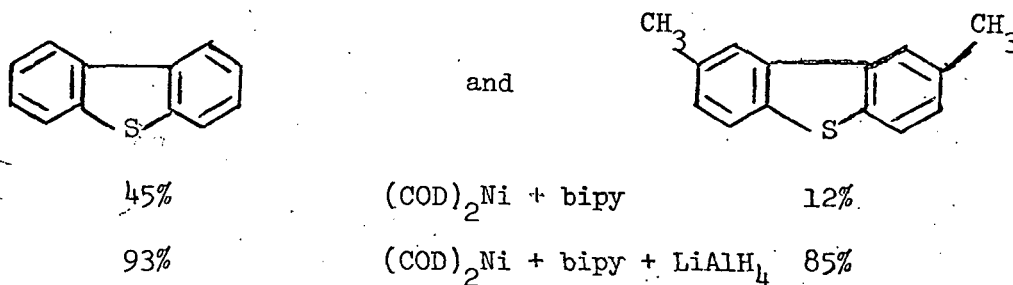 CH3 CH3
and
S S
45% (COD)2Ni + bipy 12%
93% (COD)2Ni + bipy + LiAlH4 85%